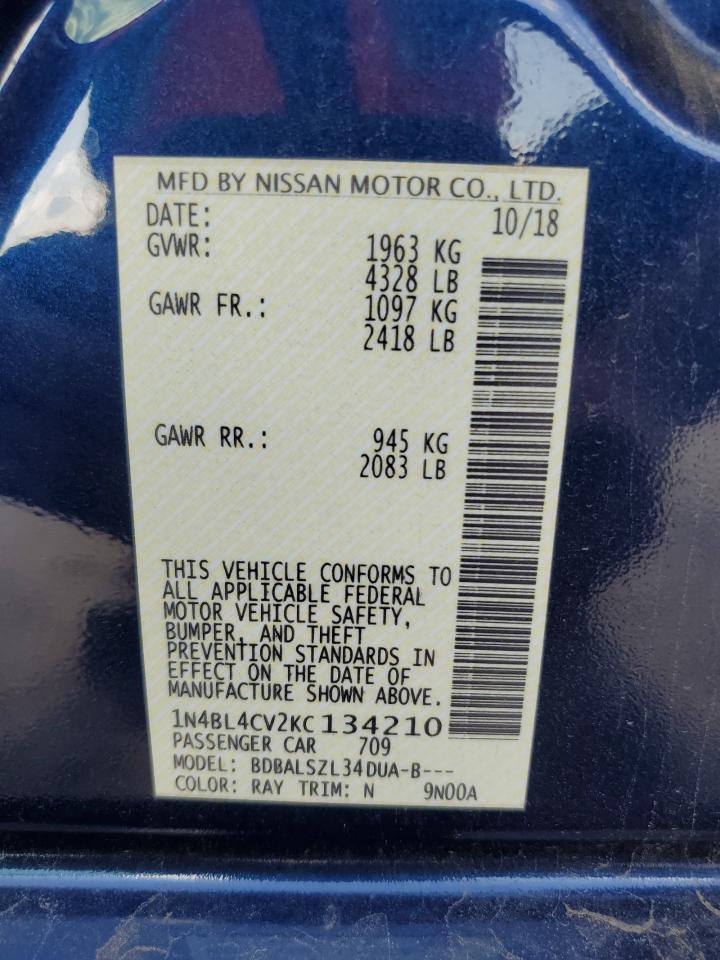 MFD BY NISSAN MOTOR CO., LTD.
DATE: 10/18
GVWR: 1963 KG
4328 LB
GAWR FR.: 1097 KG
2418 LB
GAWR RR.: 945 KG
2083 LB
THIS VEHICLE CONFORMS TO
ALL APPLICABLE FEDERAL
MOTOR VEHICLE SAFETY,
BUMPER, AND THEFT
PREVENTION STANDARDS IN
EFFECT ON THE DATE OF
MANUFACTURE SHOWN ABOVE.
1N4BL4CV2KC134210
PASSENGER CAR 709
MODEL: BDBALSZL34DUA-B---
COLOR: RAY TRIM: N 9N00A